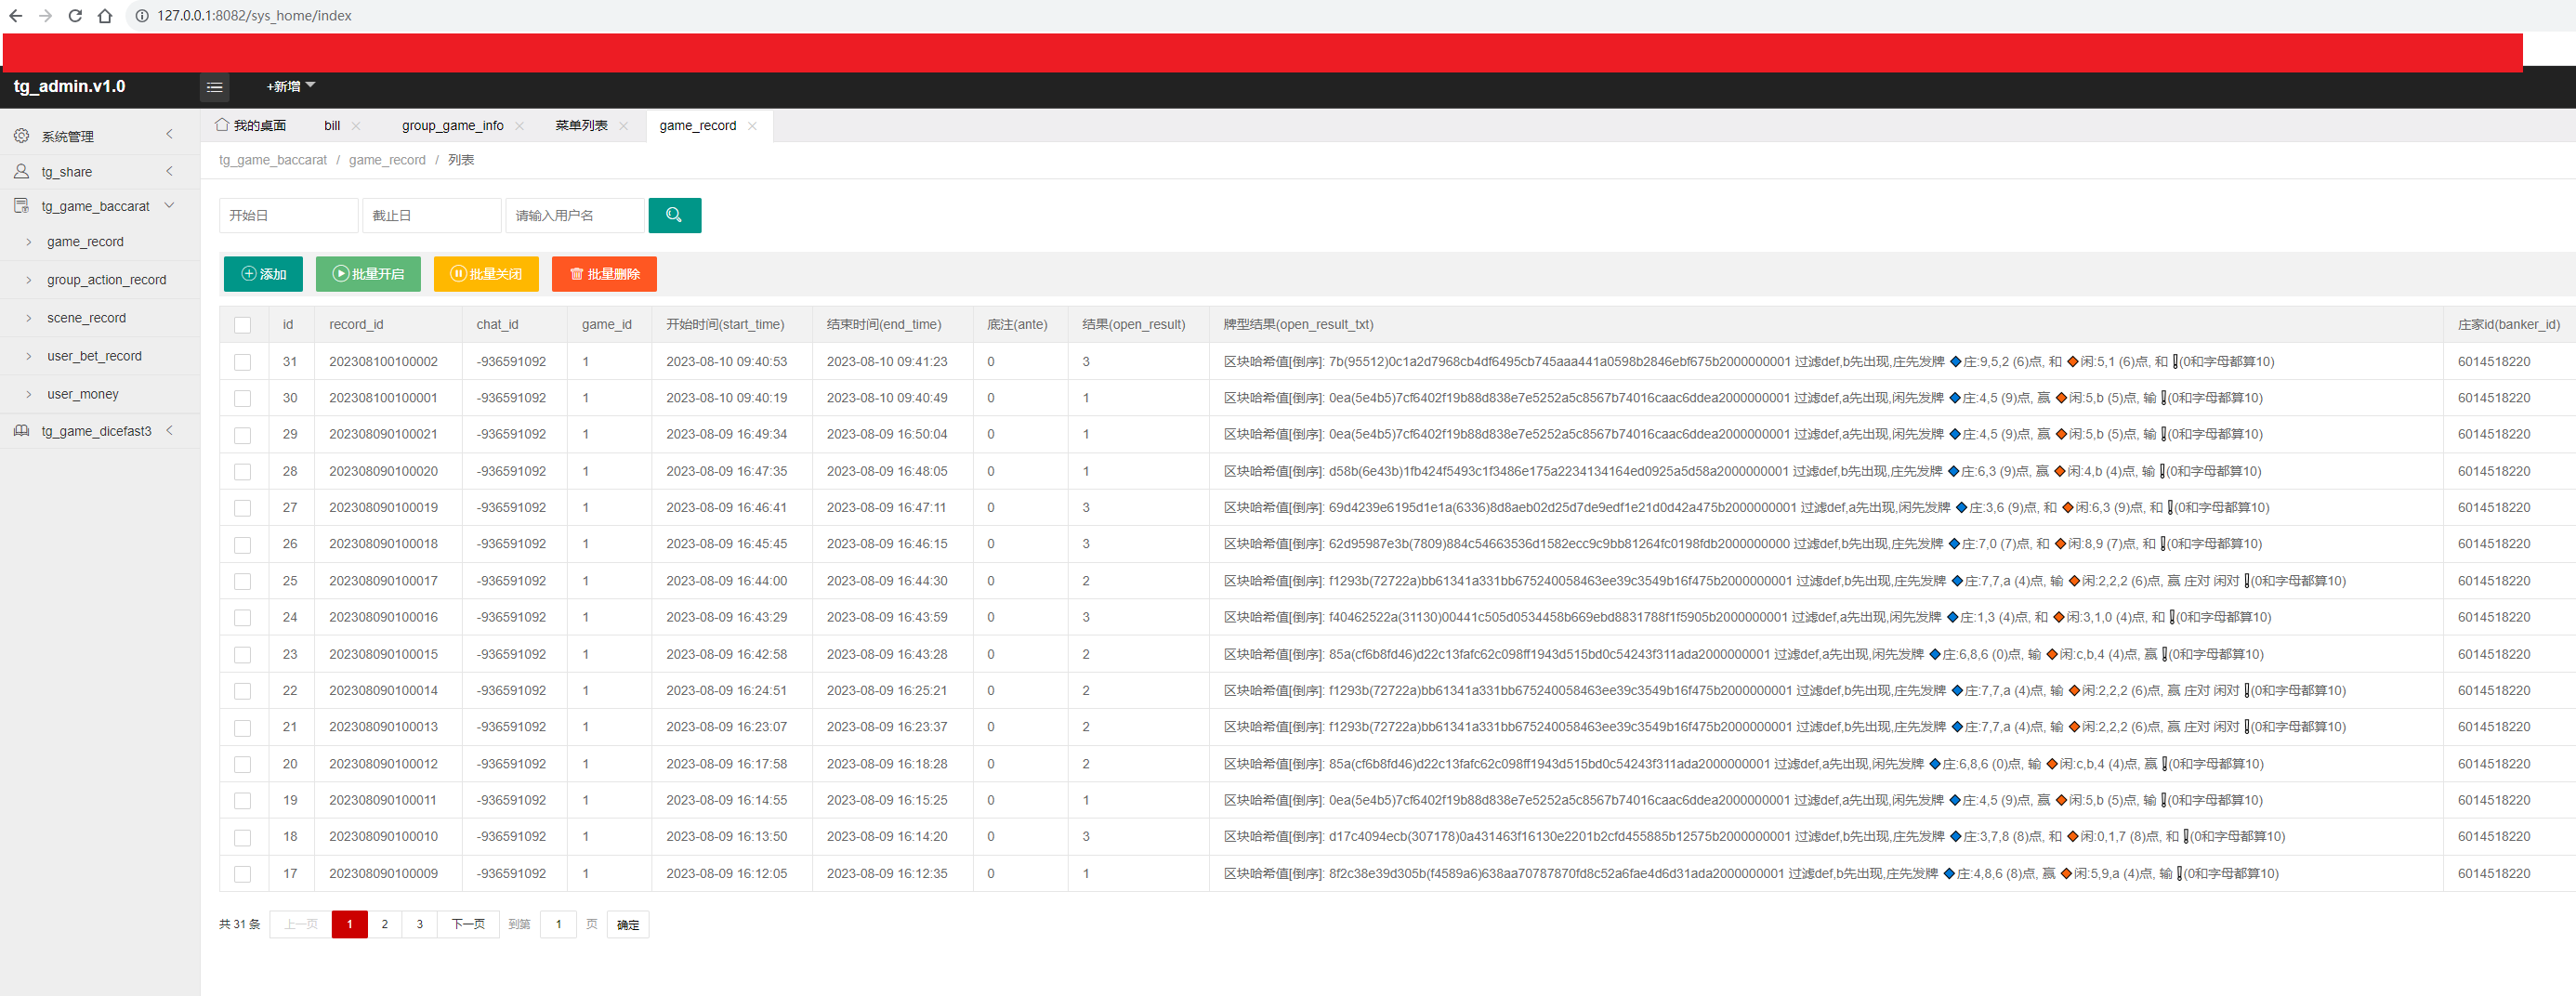 127.0.0.1:8082/sys_home/index
tg_admin.v1.0
+新增
系统管理
tg_share
tg_game_baccarat
game_record
group_action_record
scene_record
user_bet_record
user_money
tg_game_dicefast3
我的桌面 bill group_game_info 菜单列表 game_record
tg_game_baccarat / game_record / 列表
开始日 截止日 请输入用户名
添加 批量开启 批量关闭 批量删除
id record_id chat_id game_id 开始时间(start_time) 结束时间(end_time) 底注(ante) 结果(open_result) 牌型结果(open_result_txt) 庄家id(banker_id)
31 202308100100002 -936591092 1 2023-08-10 09:40:53 2023-08-10 09:41:23 0 3 区块哈希值[倒序]: 7b(95512)0c1a2d7968cb4df6495cb745aaa441a0598b2846ebf675b2000000001 过滤def,b先出现,庄先发牌 🔷庄:9,5,2 (6)点, 和 🔶闲:5,1 (6)点, 和 ❗(0和字母都算10) 6014518220
30 202308100100001 -936591092 1 2023-08-10 09:40:19 2023-08-10 09:40:49 0 1 区块哈希值[倒序]: 0ea(5e4b5)7cf6402f19b88d838e7e5252a5c8567b74016caac6ddea2000000001 过滤def,a先出现,闲先发牌 🔷庄:4,5 (9)点, 赢 🔶闲:5,b (5)点, 输 ❗(0和字母都算10) 6014518220
29 202308090100021 -936591092 1 2023-08-09 16:49:34 2023-08-09 16:50:04 0 1 区块哈希值[倒序]: 0ea(5e4b5)7cf6402f19b88d838e7e5252a5c8567b74016caac6ddea2000000001 过滤def,a先出现,闲先发牌 🔷庄:4,5 (9)点, 赢 🔶闲:5,b (5)点, 输 ❗(0和字母都算10) 6014518220
28 202308090100020 -936591092 1 2023-08-09 16:47:35 2023-08-09 16:48:05 0 1 区块哈希值[倒序]: d58b(6e43b)1fb424f5493c1f3486e175a2234134164ed0925a5d58a2000000001 过滤def,b先出现,庄先发牌 🔷庄:6,3 (9)点, 赢 🔶闲:4,b (4)点, 输 ❗(0和字母都算10) 6014518220
27 202308090100019 -936591092 1 2023-08-09 16:46:41 2023-08-09 16:47:11 0 3 区块哈希值[倒序]: 69d4239e6195d1e1a(6336)8d8aeb02d25d7de9edf1e21d0d42a475b2000000001 过滤def,a先出现,闲先发牌 🔷庄:3,6 (9)点, 和 🔶闲:6,3 (9)点, 和 ❗(0和字母都算10) 6014518220
26 202308090100018 -936591092 1 2023-08-09 16:45:45 2023-08-09 16:46:15 0 3 区块哈希值[倒序]: 62d95987e3b(7809)884c54663536d1582ecc9c9bb81264fc0198fdb2000000000 过滤def,b先出现,庄先发牌 🔷庄:7,0 (7)点, 和 🔶闲:8,9 (7)点, 和 ❗(0和字母都算10) 6014518220
25 202308090100017 -936591092 1 2023-08-09 16:44:00 2023-08-09 16:44:30 0 2 区块哈希值[倒序]: f1293b(72722a)bb61341a331bb675240058463ee39c3549b16f475b2000000001 过滤def,b先出现,庄先发牌 🔷庄:7,7,a (4)点, 输 🔶闲:2,2,2 (6)点, 赢 庄对 闲对 ❗(0和字母都算10) 6014518220
24 202308090100016 -936591092 1 2023-08-09 16:43:29 2023-08-09 16:43:59 0 3 区块哈希值[倒序]: f40462522a(31130)00441c505d0534458b669ebd8831788f1f5905b2000000001 过滤def,a先出现,闲先发牌 🔷庄:1,3 (4)点, 和 🔶闲:3,1,0 (4)点, 和 ❗(0和字母都算10) 6014518220
23 202308090100015 -936591092 1 2023-08-09 16:42:58 2023-08-09 16:43:28 0 2 区块哈希值[倒序]: 85a(cf6b8fd46)d22c13fafc62c098ff1943d515bd0c54243f311ada2000000001 过滤def,a先出现,闲先发牌 🔷庄:6,8,6 (0)点, 输 🔶闲:c,b,4 (4)点, 赢 ❗(0和字母都算10) 6014518220
22 202308090100014 -936591092 1 2023-08-09 16:24:51 2023-08-09 16:25:21 0 2 区块哈希值[倒序]: f1293b(72722a)bb61341a331bb675240058463ee39c3549b16f475b2000000001 过滤def,b先出现,庄先发牌 🔷庄:7,7,a (4)点, 输 🔶闲:2,2,2 (6)点, 赢 庄对 闲对 ❗(0和字母都算10) 6014518220
21 202308090100013 -936591092 1 2023-08-09 16:23:07 2023-08-09 16:23:37 0 2 区块哈希值[倒序]: f1293b(72722a)bb61341a331bb675240058463ee39c3549b16f475b2000000001 过滤def,b先出现,庄先发牌 🔷庄:7,7,a (4)点, 输 🔶闲:2,2,2 (6)点, 赢 庄对 闲对 ❗(0和字母都算10) 6014518220
20 202308090100012 -936591092 1 2023-08-09 16:17:58 2023-08-09 16:18:28 0 2 区块哈希值[倒序]: 85a(cf6b8fd46)d22c13fafc62c098ff1943d515bd0c54243f311ada2000000001 过滤def,a先出现,闲先发牌 🔷庄:6,8,6 (0)点, 输 🔶闲:c,b,4 (4)点, 赢 ❗(0和字母都算10) 6014518220
19 202308090100011 -936591092 1 2023-08-09 16:14:55 2023-08-09 16:15:25 0 1 区块哈希值[倒序]: 0ea(5e4b5)7cf6402f19b88d838e7e5252a5c8567b74016caac6ddea2000000001 过滤def,a先出现,闲先发牌 🔷庄:4,5 (9)点, 赢 🔶闲:5,b (5)点, 输 ❗(0和字母都算10) 6014518220
18 202308090100010 -936591092 1 2023-08-09 16:13:50 2023-08-09 16:14:20 0 3 区块哈希值[倒序]: d17c4094ecb(307178)0a431463f16130e2201b2cfd455885b12575b2000000001 过滤def,b先出现,庄先发牌 🔷庄:3,7,8 (8)点, 和 🔶闲:0,1,7 (8)点, 和 ❗(0和字母都算10) 6014518220
17 202308090100009 -936591092 1 2023-08-09 16:12:05 2023-08-09 16:12:35 0 1 区块哈希值[倒序]: 8f2c38e39d305b(f4589a6)638aa70787870fd8c52a6fae4d6d31ada2000000001 过滤def,b先出现,庄先发牌 🔷庄:4,8,6 (8)点, 赢 🔶闲:5,9,a (4)点, 输 ❗(0和字母都算10) 6014518220
共 31 条 上一页 1 2 3 下一页 到第 1 页 确定